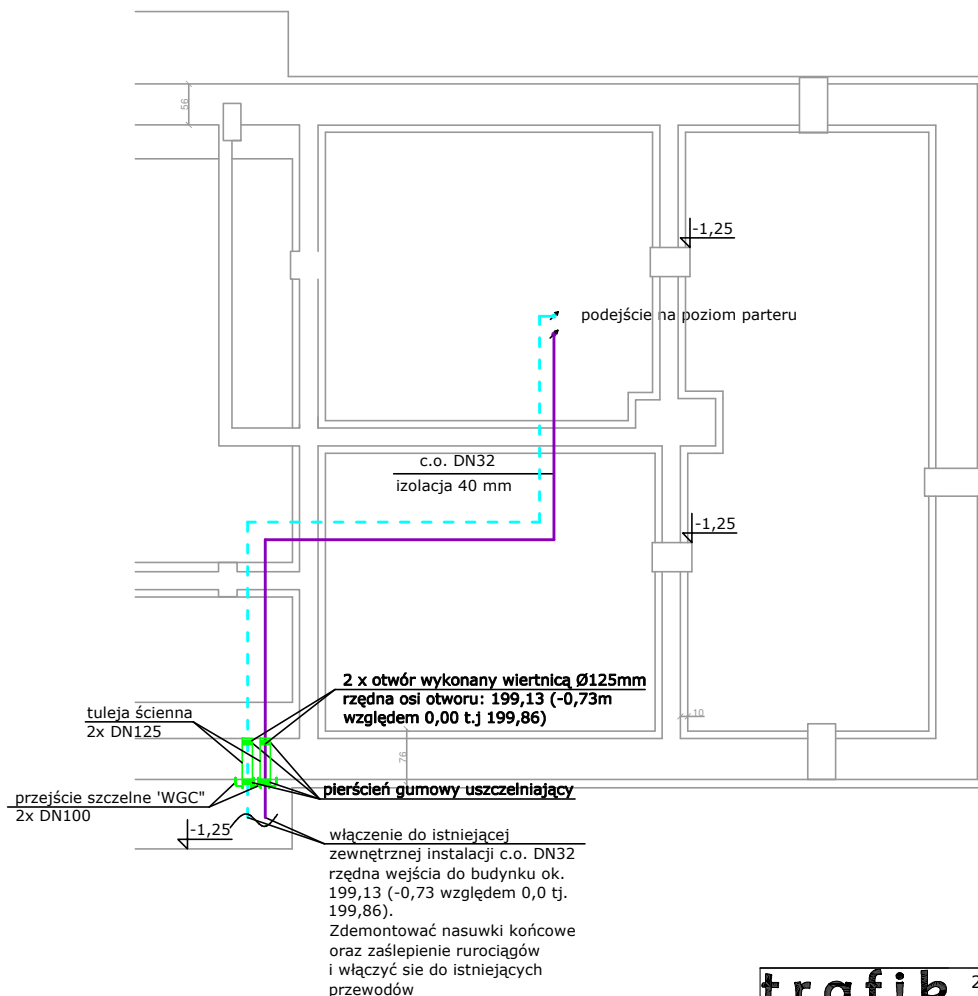 56
-1,25
podejście na poziom parteru
c.o. DN32
izolacja 40 mm
-1,25
2 x otwór wykonany wiertnicą Ø125mm
rzędna osi otworu: 199,13 (-0,73m
względem 0,00 t.j 199,86)
tuleja ścienna
2x DN125
10
76
pierścień gumowy uszczelniający
przejście szczelne 'WGC"
2x DN100
-1,25
włączenie do istniejącej
zewnętrznej instalacji c.o. DN32
rzędna wejścia do budynku ok.
199,13 (-0,73 względem 0,0 tj.
199,86).
Zdemontować nasuwki końcowe
oraz zaślepienie rurociągów
i włączyć sie do istniejących
przewodów
trafib
2